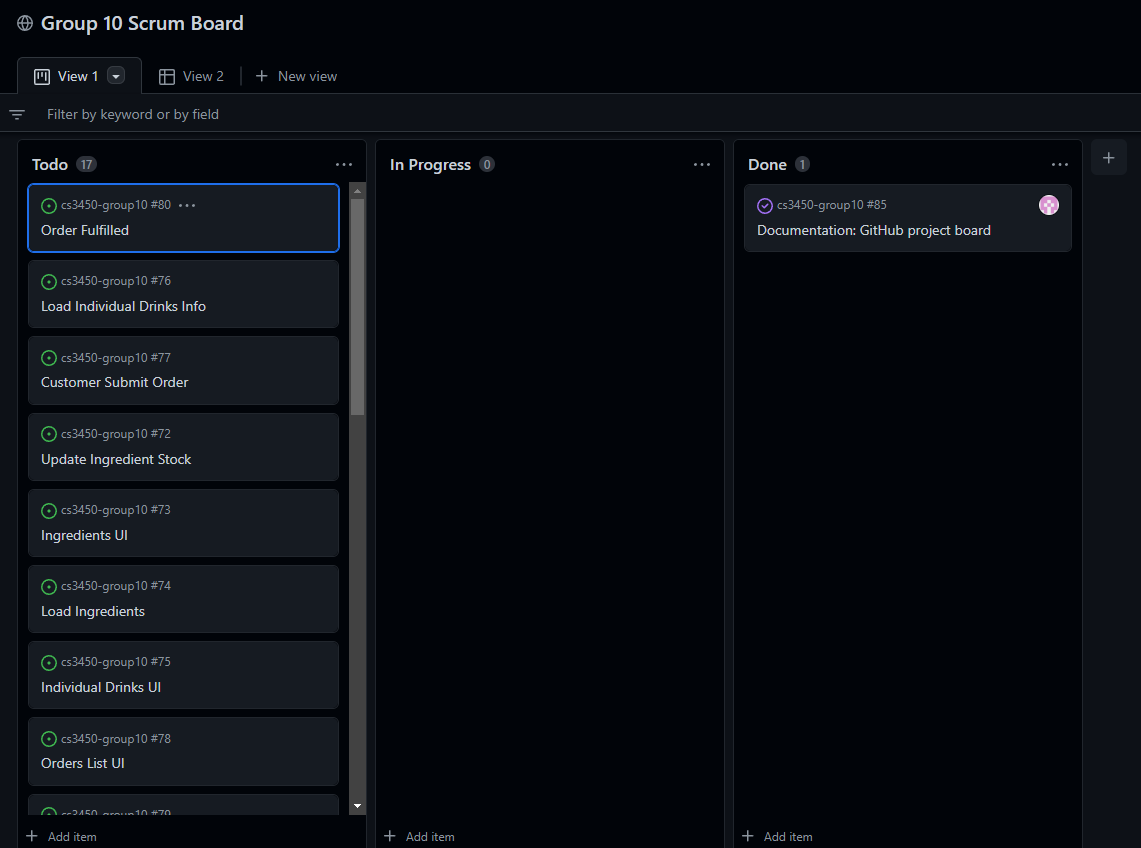 Group 10 Scrum Board
View 1
View 2
New view
Filter by keyword or by field
Todo 17
cs3450-group10 #80
Order Fulfilled
cs3450-group10 #76
Load Individual Drinks Info
cs3450-group10 #77
Customer Submit Order
cs3450-group10 #72
Update Ingredient Stock
cs3450-group10 #73
Ingredients UI
cs3450-group10 #74
Load Ingredients
cs3450-group10 #75
Individual Drinks UI
cs3450-group10 #78
Orders List UI
cs3450-group10 #79
Add item
In Progress 0
Add item
Done 1
cs3450-group10 #85
Documentation: GitHub project board
Add item